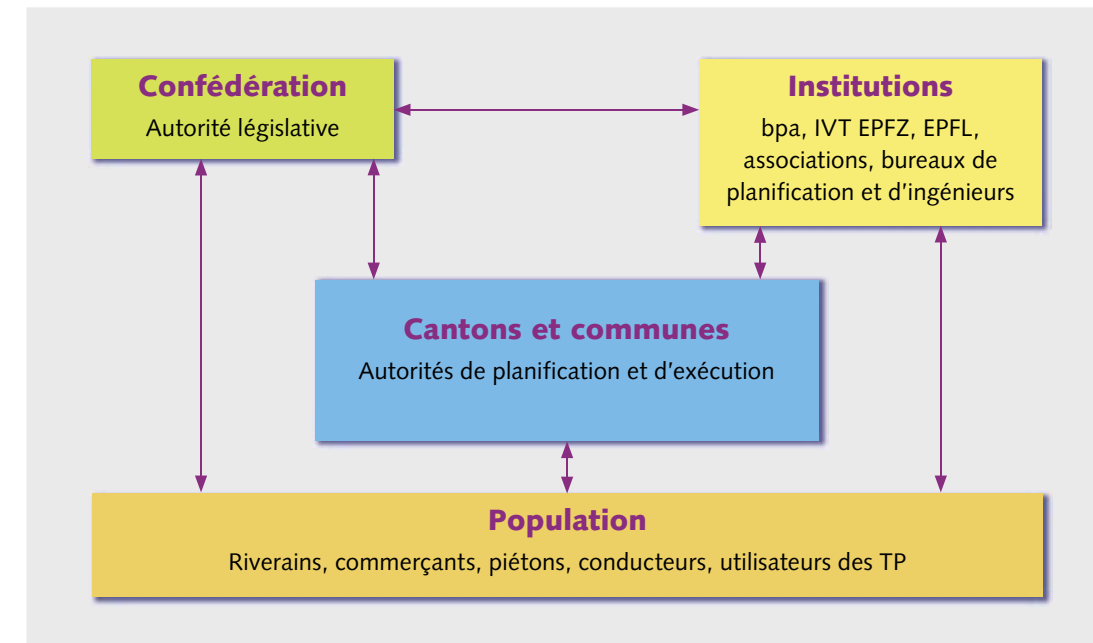 Confédération
Autorité législative
Institutions
bpa, IVT EPFZ, EPFL,
associations, bureaux de
planification et d'ingénieurs
Cantons et communes
Autorités de planification et d'exécution
Population
Riverains, commerçants, piétons, conducteurs, utilisateurs des TP